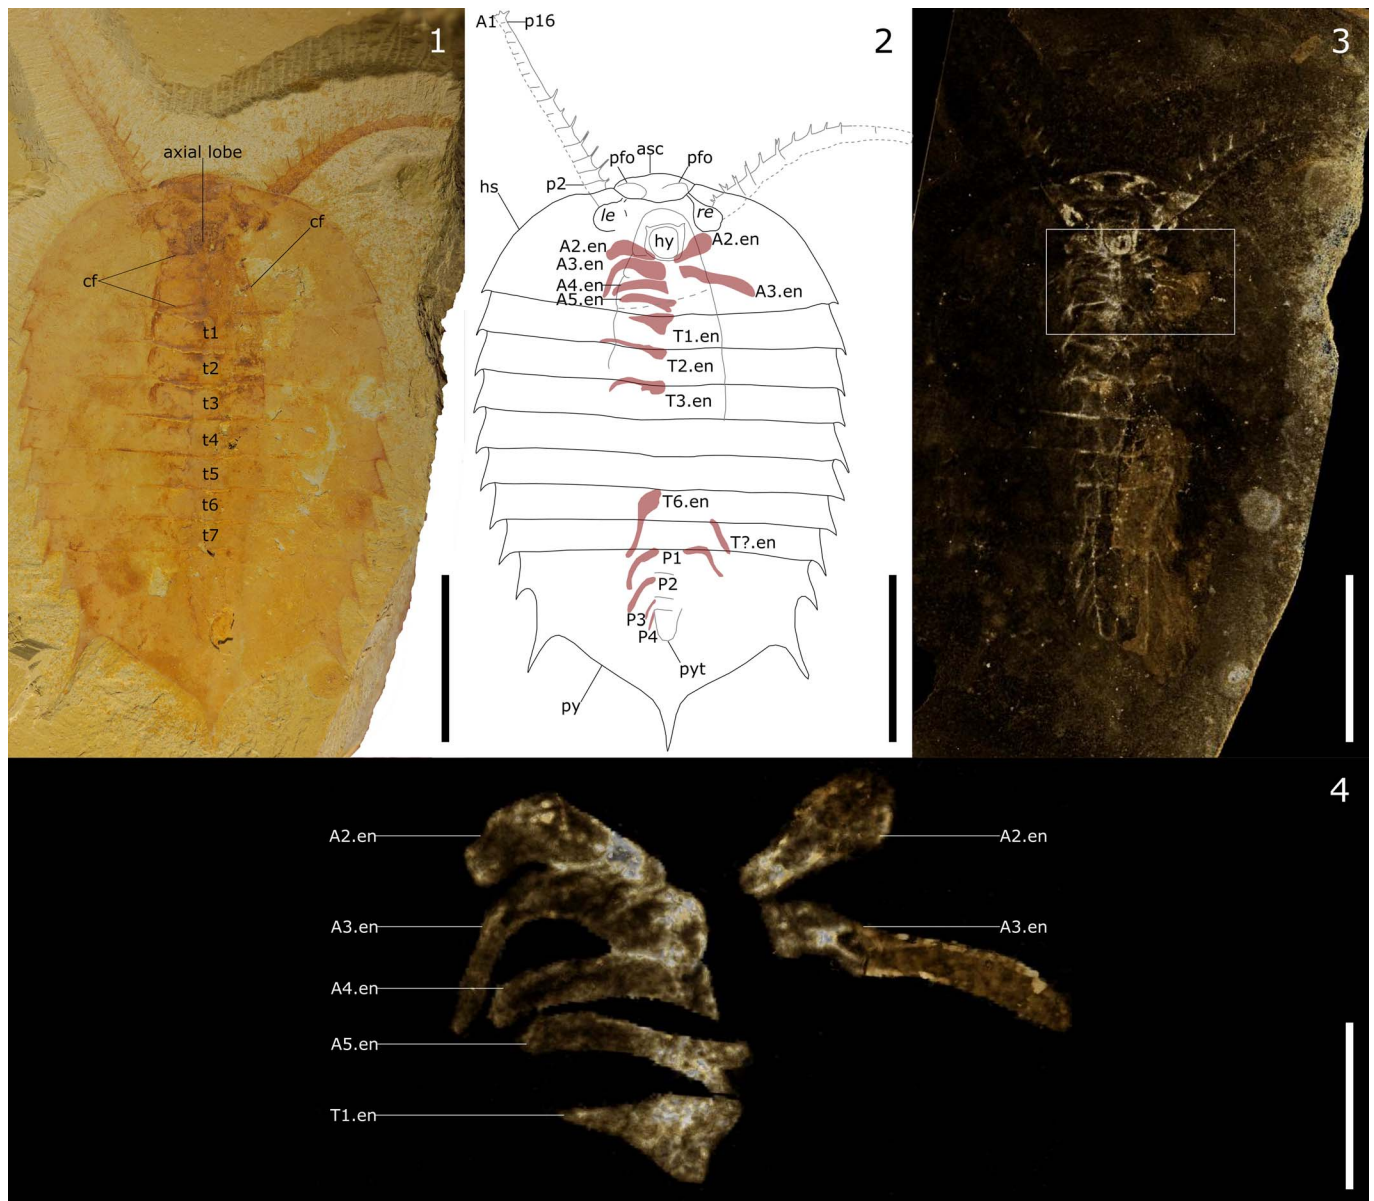 1
axial lobe
cf
cf
t1
t2
t3
t4
t5
t6
t7
2
A1
p16
pfo
asc
pfo
p2
hs
le
re
hy
A2.en
A2.en
A3.en
A4.en
A5.en
A3.en
T1.en
T2.en
T3.en
T6.en
T?.en
P1
P2
P3
P4
pyt
py
3
4
A2.en
A2.en
A3.en
A3.en
A4.en
A5.en
T1.en